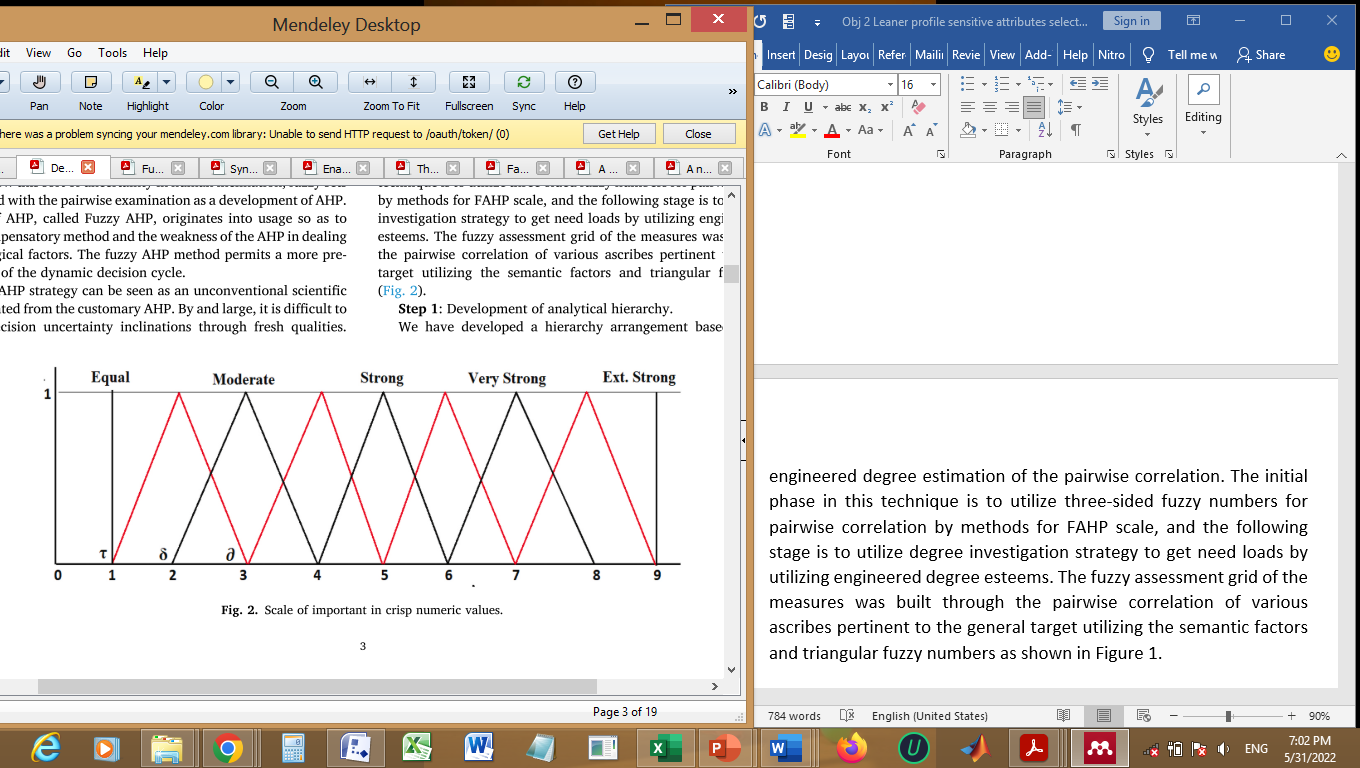 Mendeley Desktop
dit View Go Tools Help
Pan Note Highlight Color Zoom Zoom To Fit Fullscreen Sync Help
here was a problem syncing your mendeley.com library: Unable to send HTTP request to /oauth/token/ (0) Get Help Close
De... Fu... Syn... Ena... Th... Fa... A ... A n...
d with the pairwise examination as a development of AHP.
AHP, called Fuzzy AHP, originates into usage so as to
pensatory method and the weakness of the AHP in dealing
gical factors. The fuzzy AHP method permits a more pre-
of the dynamic decision cycle.
AHP strategy can be seen as an unconventional scientific
ted from the customary AHP. By and large, it is difficult to
cision uncertainty inclinations through fresh qualities.
by methods for FAHP scale, and the following stage is to
investigation strategy to get need loads by utilizing engi
esteems. The fuzzy assessment grid of the measures was
the pairwise correlation of various ascribes pertinent
target utilizing the semantic factors and triangular f
(Fig. 2).
Step 1: Development of analytical hierarchy.
We have developed a hierarchy arrangement base
Equal Moderate Strong Very Strong Ext. Strong
1
τ δ ∂
0 1 2 3 4 5 6 7 8 9
Fig. 2. Scale of important in crisp numeric values.
3
Page 3 of 19
Obj 2 Leaner profile sensitive attributes select... Sign in
Insert Desig Layou Refer Mailin Revie View Add- Help Nitro Tell me w Share
Calibri (Body) 16
B I U abc x₂ x²
A ab A Aa A A
Styles Editing
Font Paragraph Styles
engineered degree estimation of the pairwise correlation. The initial
phase in this technique is to utilize three-sided fuzzy numbers for
pairwise correlation by methods for FAHP scale, and the following
stage is to utilize degree investigation strategy to get need loads by
utilizing engineered degree esteems. The fuzzy assessment grid of the
measures was built through the pairwise correlation of various
ascribes pertinent to the general target utilizing the semantic factors
and triangular fuzzy numbers as shown in Figure 1.
784 words English (United States) 90%
ENG
7:02 PM
5/31/2022